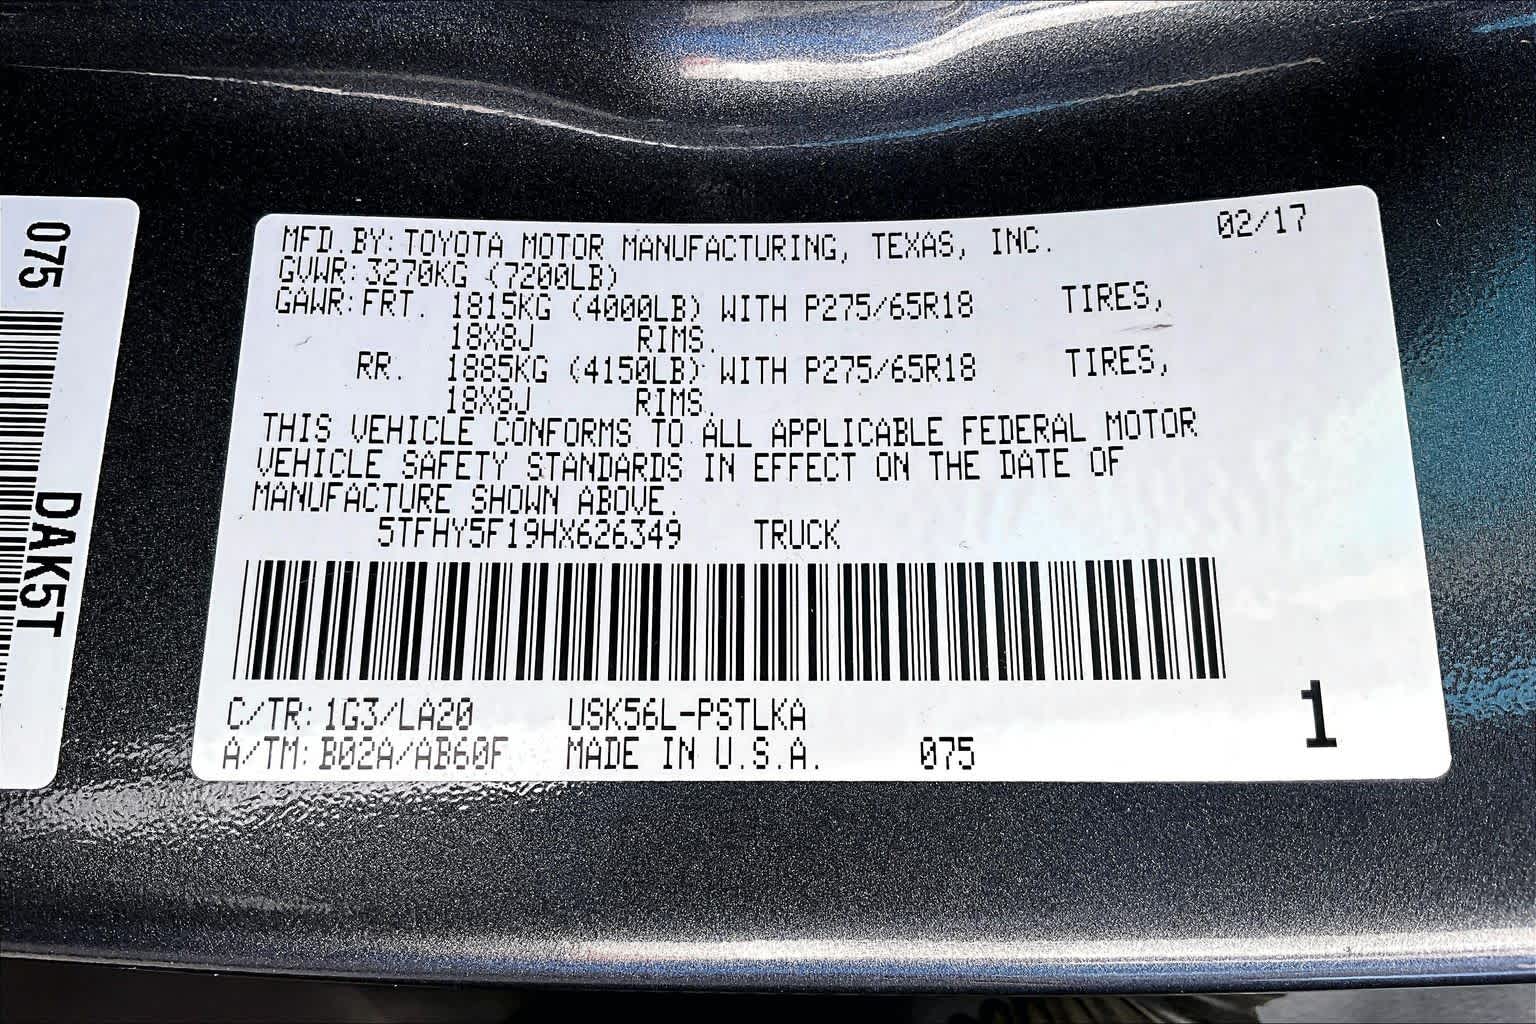 075
DAK5T
MFD.BY:TOYOTA MOTOR MANUFACTURING, TEXAS, INC. 02/17
GVWR:3270KG (7200LB)
GAWR:FRT. 1815KG (4000LB) WITH P275/65R18 TIRES,
18X8J RIMS.
RR. 1885KG (4150LB) WITH P275/65R18 TIRES,
18X8J RIMS.
THIS VEHICLE CONFORMS TO ALL APPLICABLE FEDERAL MOTOR
VEHICLE SAFETY STANDARDS IN EFFECT ON THE DATE OF
MANUFACTURE SHOWN ABOVE.
5TFHY5F19HX626349 TRUCK
C/TR:1G3/LA20 USK56L-PSTLKA 1
A/TM:B02A/AB60F MADE IN U.S.A. 075